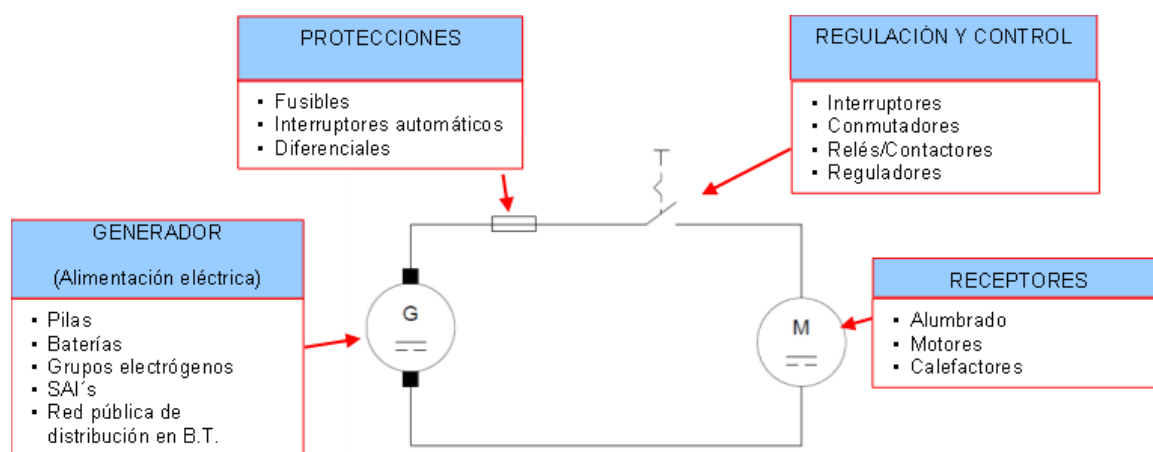 PROTECCIONES
▪ Fusibles
▪ Interruptores automáticos
▪ Diferenciales
REGULACIÓN Y CONTROL
▪ Interruptores
▪ Conmutadores
▪ Relés/Contactores
▪ Reguladores
GENERADOR
(Alimentación eléctrica)
▪ Pilas
▪ Baterías
▪ Grupos electrógenos
▪ SAI´s
▪ Red pública de
distribución en B.T.
G
M
RECEPTORES
▪ Alumbrado
▪ Motores
▪ Calefactores